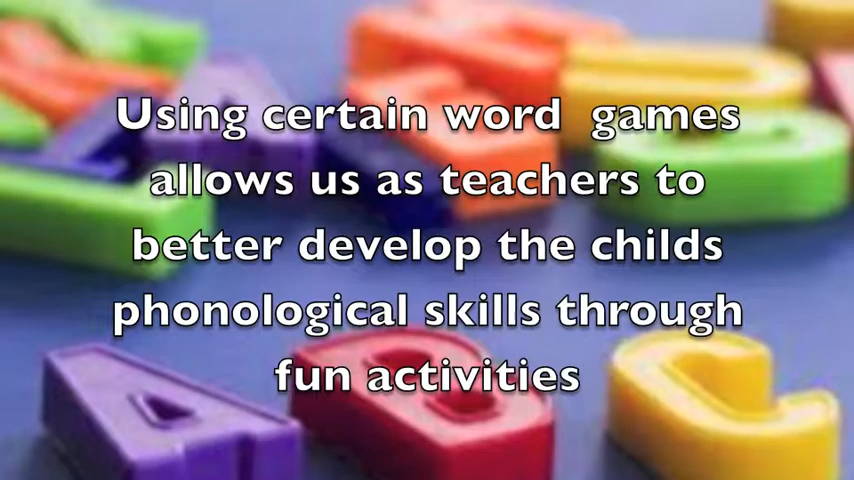 Using certain word  games
allows us as teachers to
better develop the childs
phonological skills through
fun activities